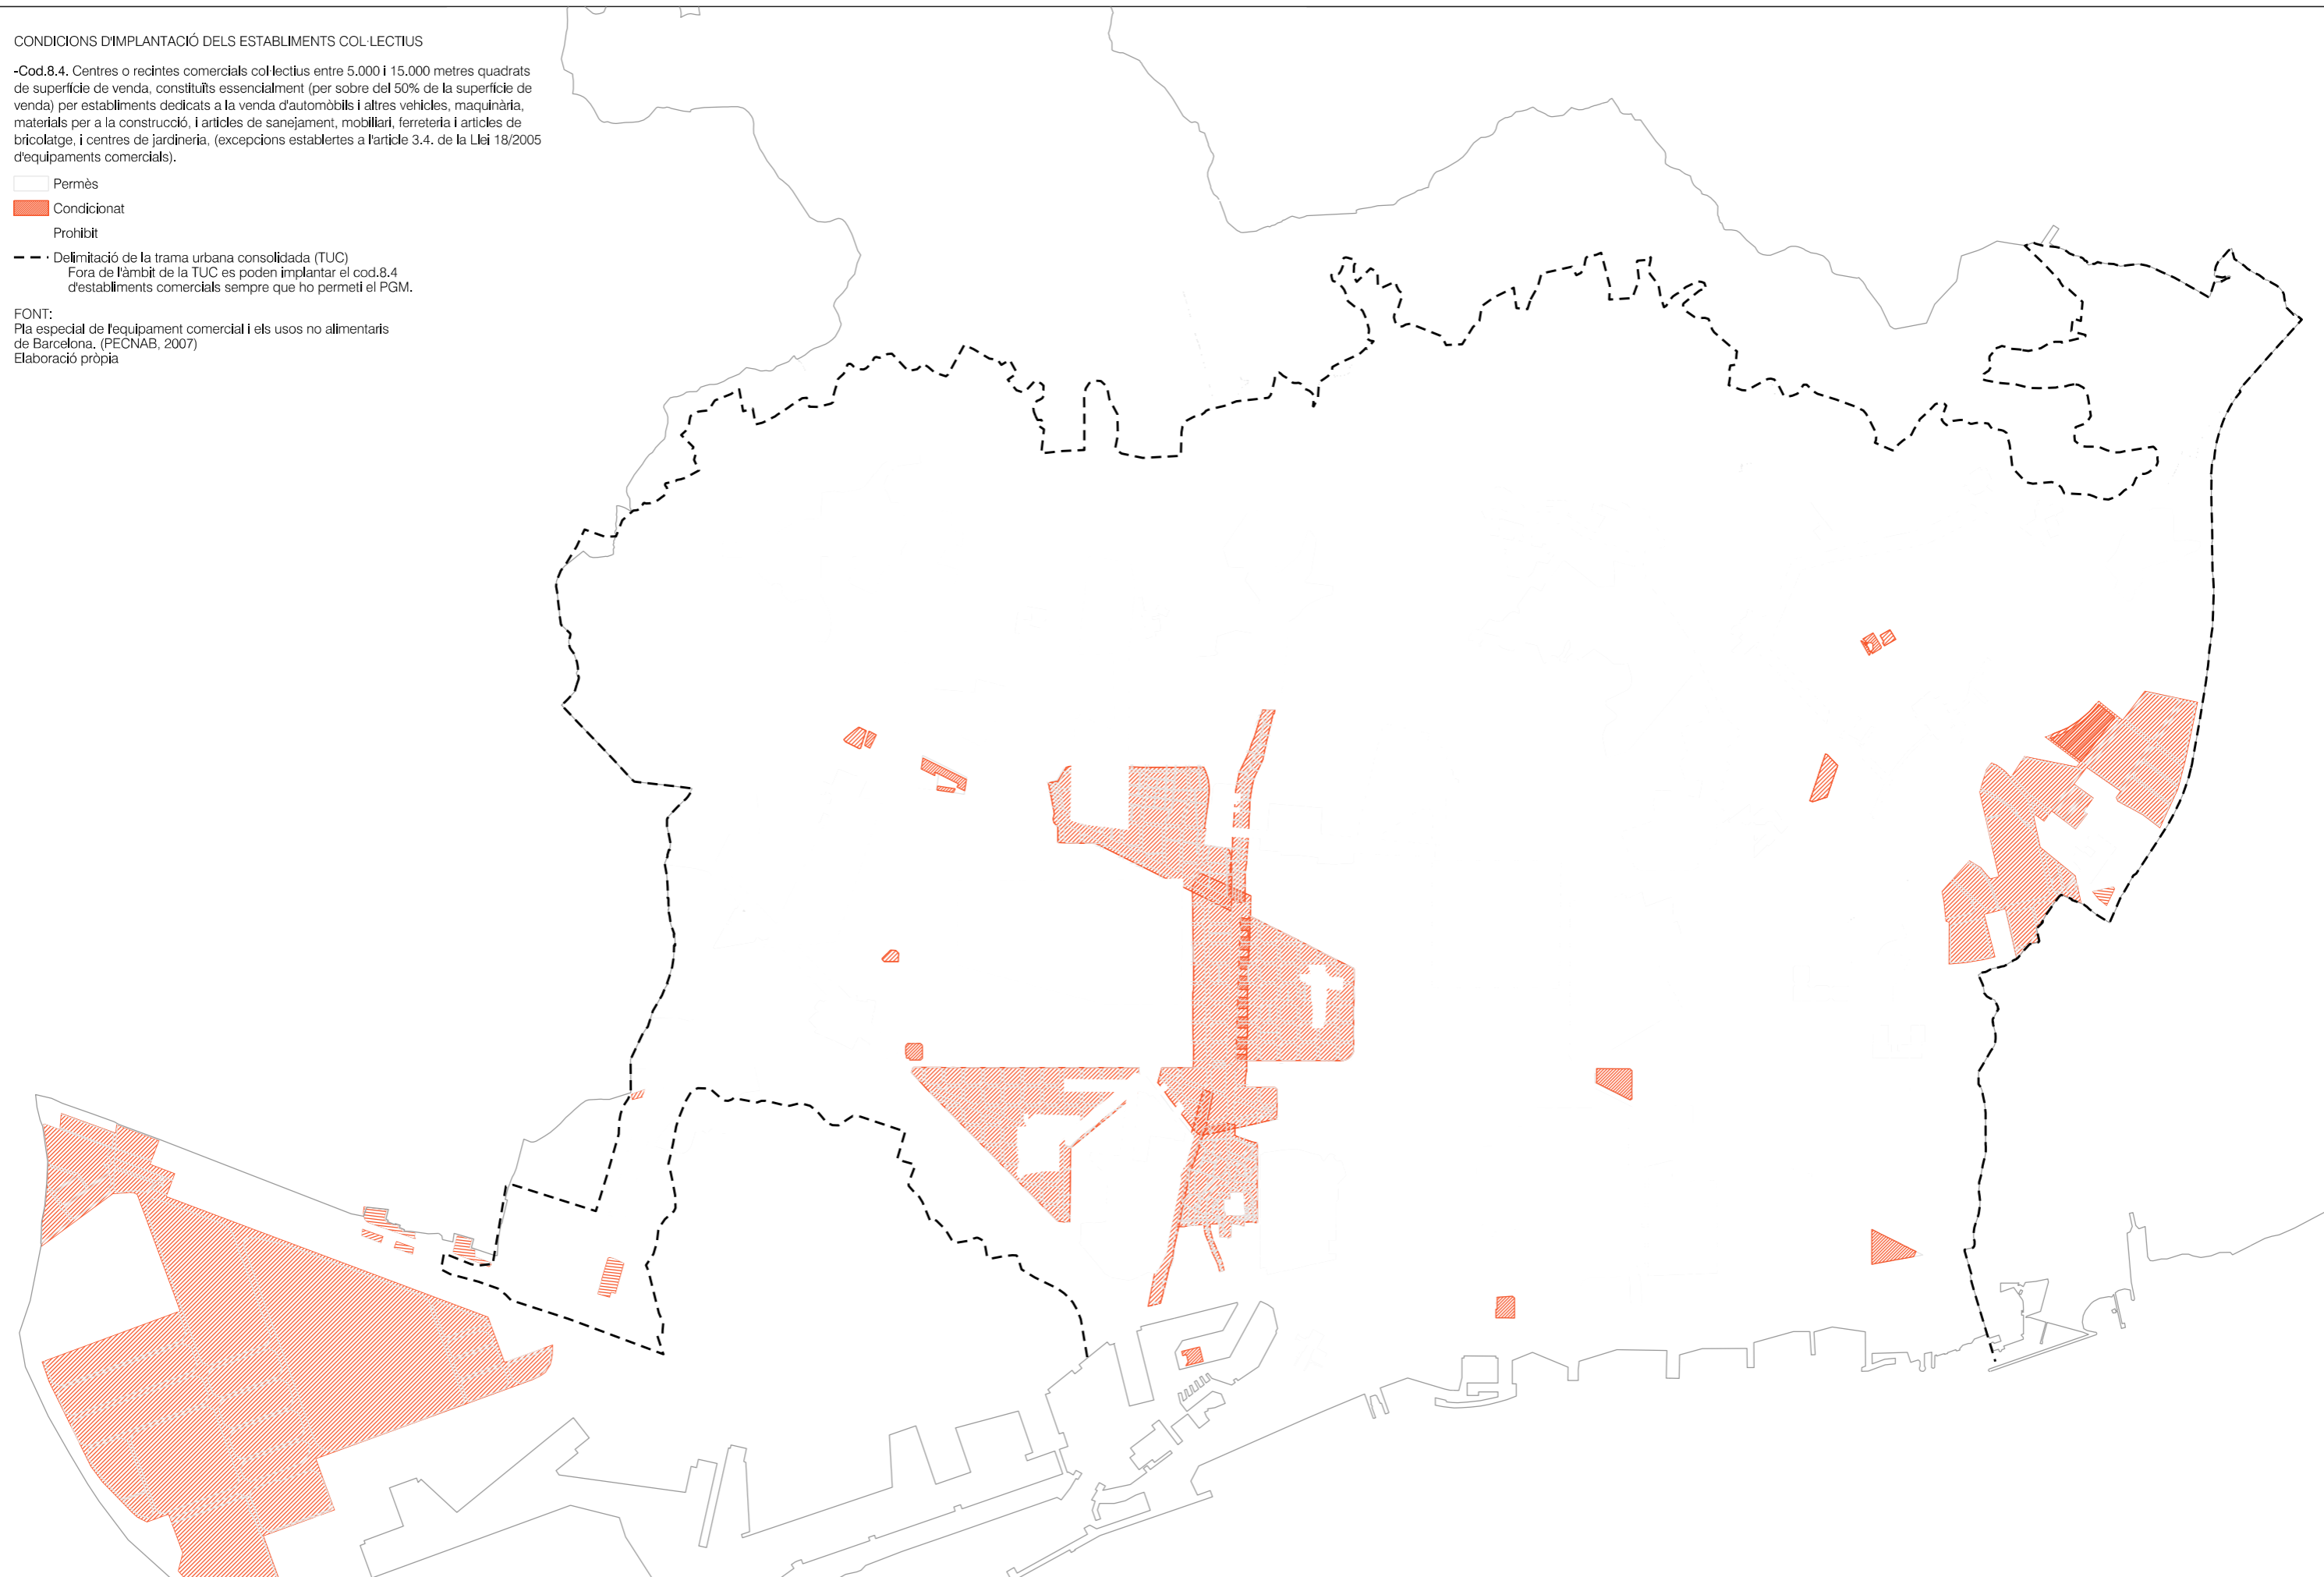 CONDICIONS D'IMPLANTACIÓ DELS ESTABLIMENTS COL·LECTIUS
-Cod.8.4. Centres o recintes comercials col·lectius entre 5.000 i 15.000 metres quadrats
de superfície de venda, constituïts essencialment (per sobre del 50% de la superfície de
venda) per establiments dedicats a la venda d'automòbils i altres vehicles, maquinària,
materials per a la construcció, i articles de sanejament, mobiliari, ferreteria i articles de
bricolatge, i centres de jardineria, (excepcions establertes a l'article 3.4. de la Llei 18/2005
d'equipaments comercials).
Permès
Condicionat
Prohibit
Delimitació de la trama urbana consolidada (TUC)
Fora de l'àmbit de la TUC es poden implantar el cod.8.4
d'establiments comercials sempre que ho permeti el PGM.
FONT:
Pla especial de l'equipament comercial i els usos no alimentaris
de Barcelona. (PECNAB, 2007)
Elaboració pròpia